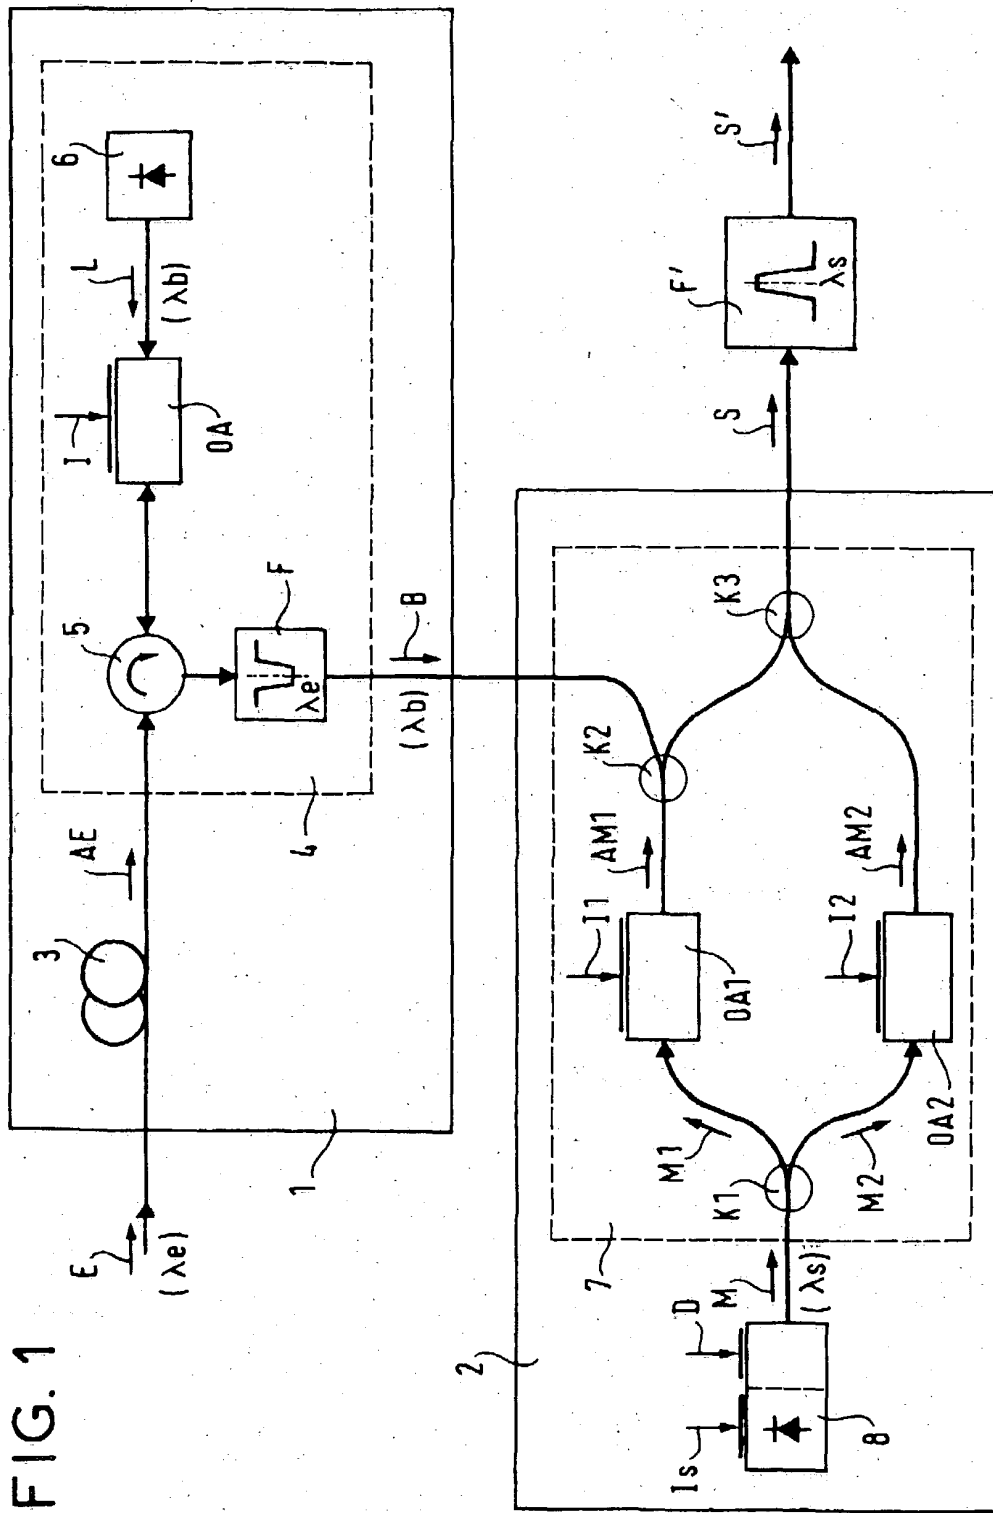 FIG. 1
E
(λe)
3
AE
5
I
OA
L
(λb)
6
F
λe
4
1
B
(λb)
2
Is
D
8
M
(λs)
7
K1
M1
M2
I1
OA1
AM1
I2
OA2
AM2
K2
K3
S
F'
λs
S'